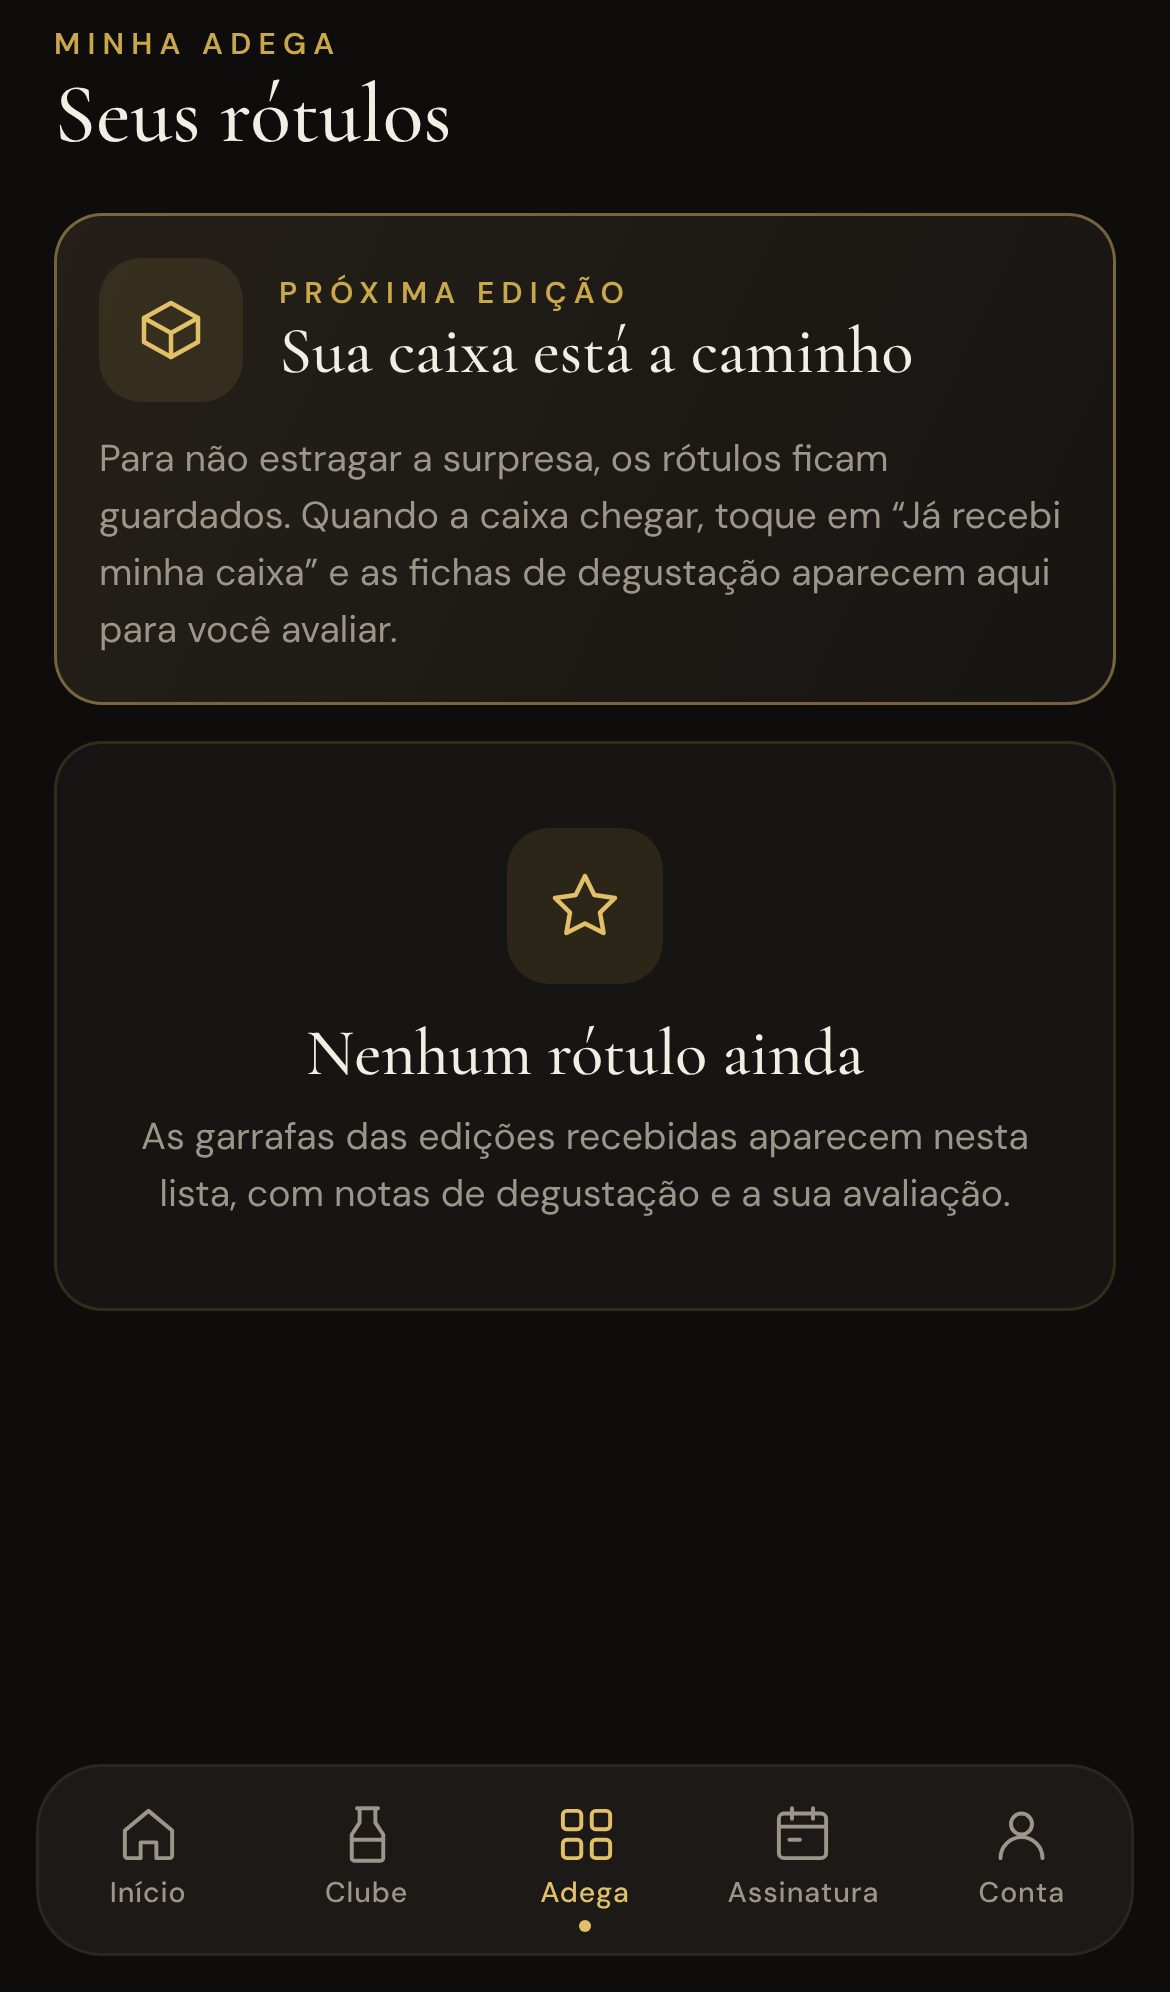 MINHA ADEGA
Seus rótulos
PRÓXIMA EDIÇÃO
Sua caixa está a caminho
Para não estragar a surpresa, os rótulos ficam
guardados. Quando a caixa chegar, toque em “Já recebi
minha caixa” e as fichas de degustação aparecem aqui
para você avaliar.
Nenhum rótulo ainda
As garrafas das edições recebidas aparecem nesta
lista, com notas de degustação e a sua avaliação.
Início
Clube
Adega
Assinatura
Conta